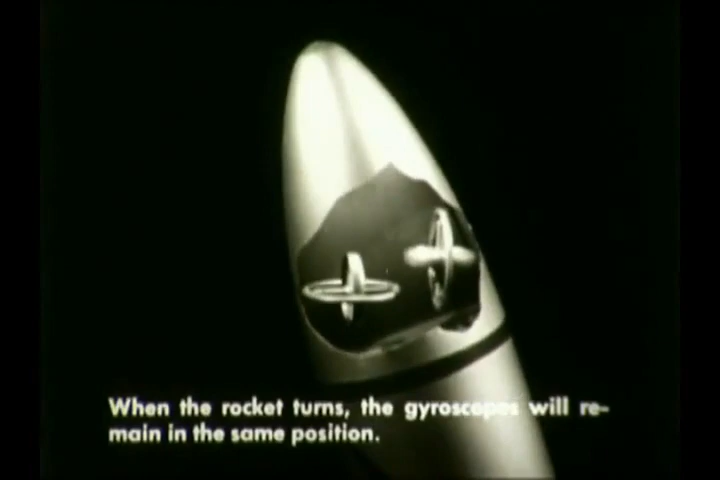 When the rocket turns, the gyroscopes will re-
main in the same position.